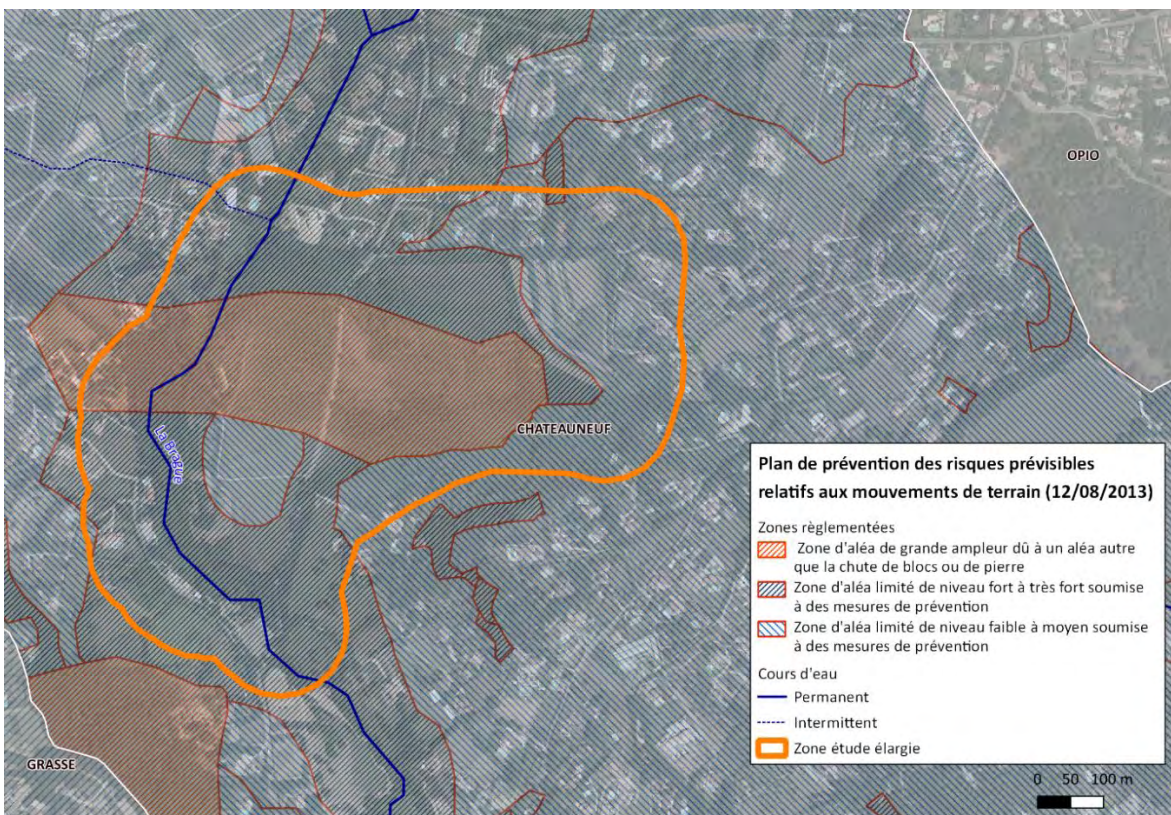 OPIO
La Brague
CHATEAUNEUF
GRASSE
Plan de prévention des risques prévisibles
relatifs aux mouvements de terrain (12/08/2013)
Zones règlementées
Zone d'aléa de grande ampleur dû à un aléa autre
que la chute de blocs ou de pierre
Zone d'aléa limité de niveau fort à très fort soumise
à des mesures de prévention
Zone d'aléa limité de niveau faible à moyen soumise
à des mesures de prévention
Cours d'eau
Permanent
Intermittent
Zone étude élargie
0 50 100 m